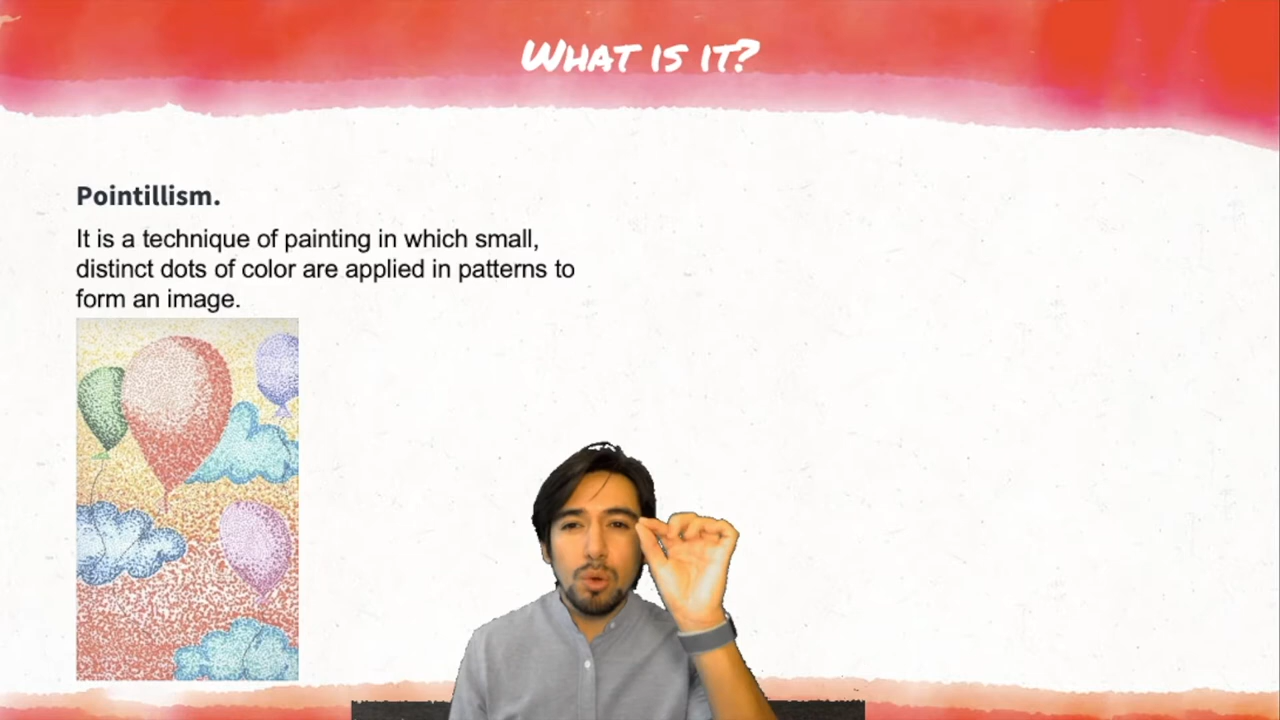 What is it?
Pointillism.
It is a technique of painting in which small,
distinct dots of color are applied in patterns to
form an image.